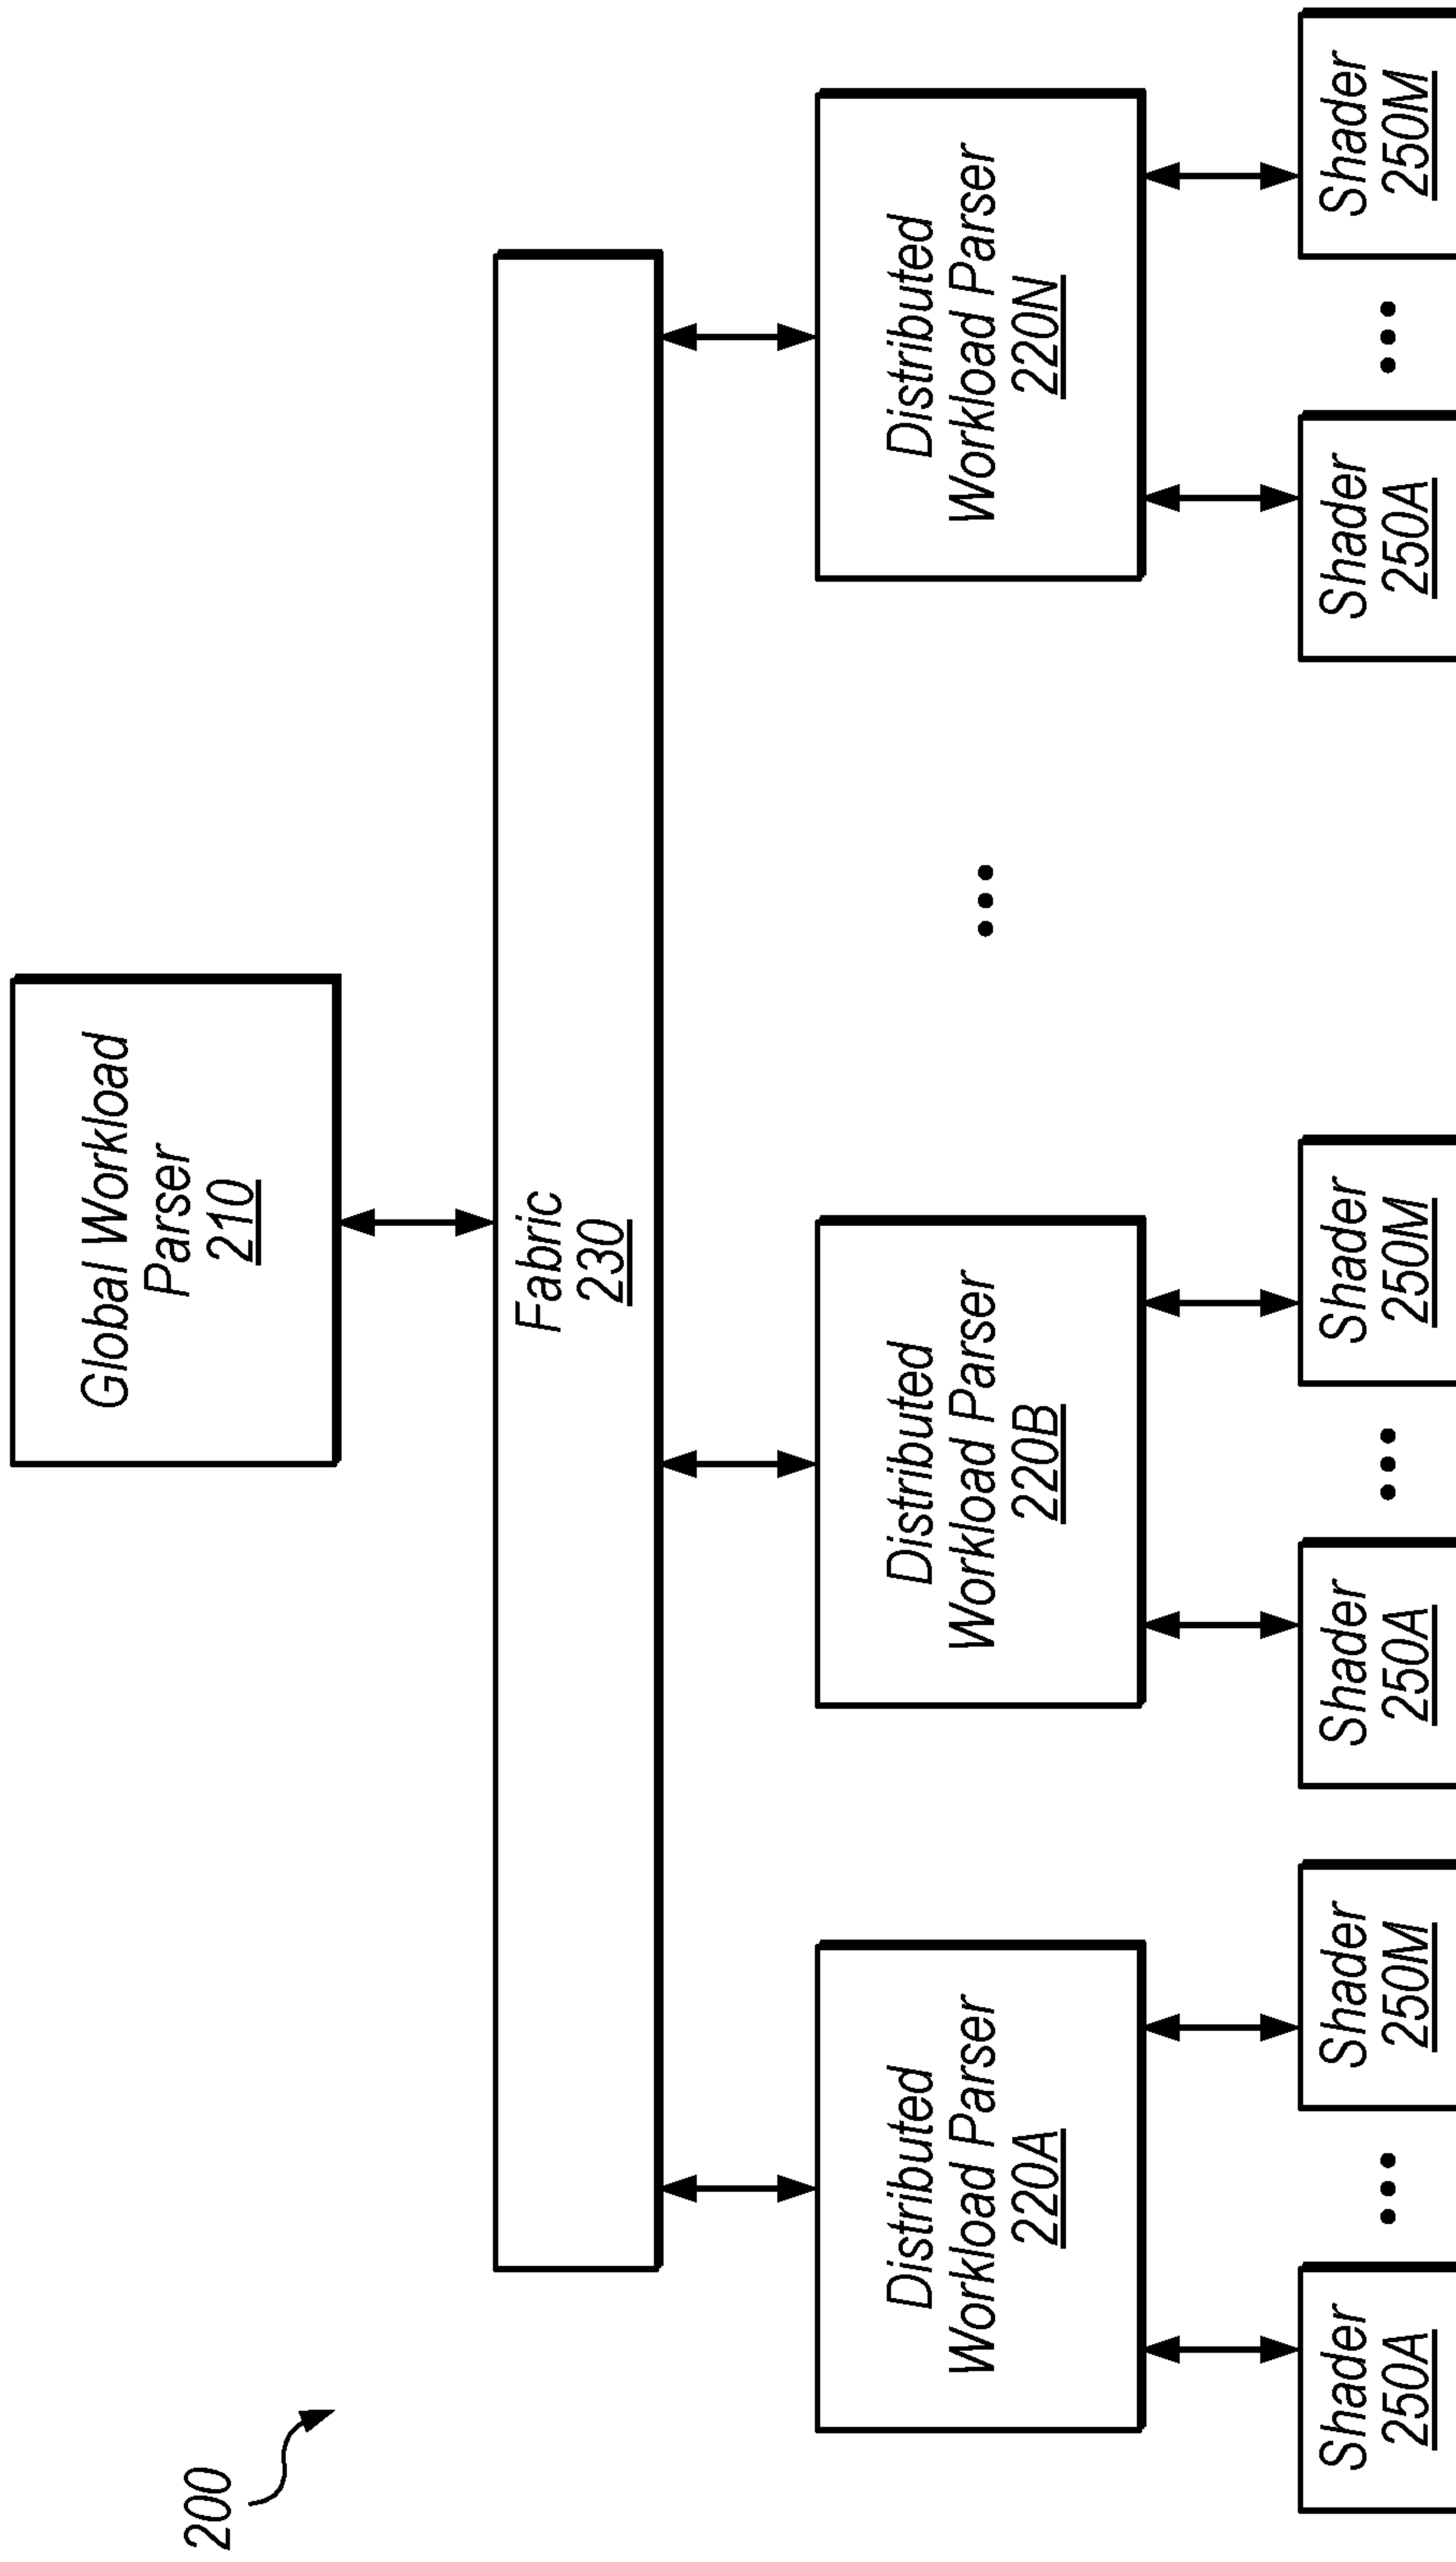 200
Global Workload
Parser
210
Fabric
230
Distributed
Workload Parser
220A
Distributed
Workload Parser
220B
...
Distributed
Workload Parser
220N
Shader
250A
...
Shader
250M
Shader
250A
...
Shader
250M
Shader
250A
...
Shader
250M